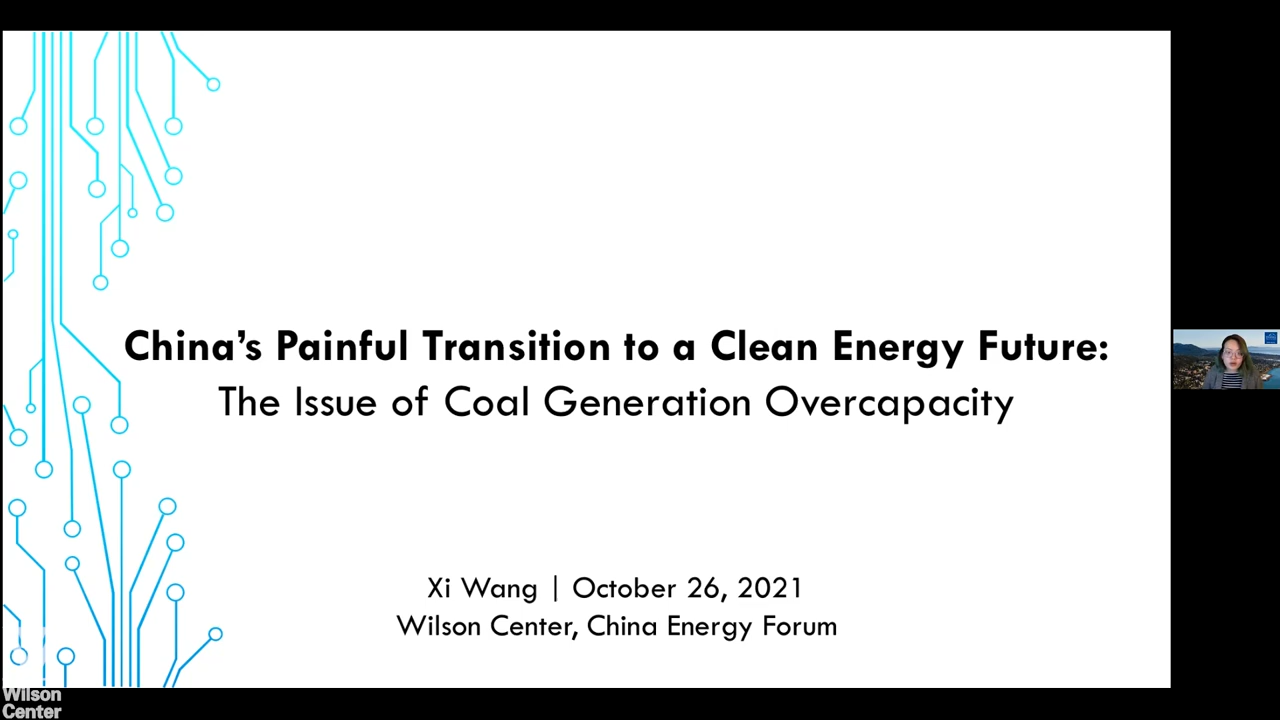 China's Painful Transition to a Clean Energy Future:
The Issue of Coal Generation Overcapacity
Xi Wang | October 26, 2021
Wilson Center, China Energy Forum
Wilson
Center